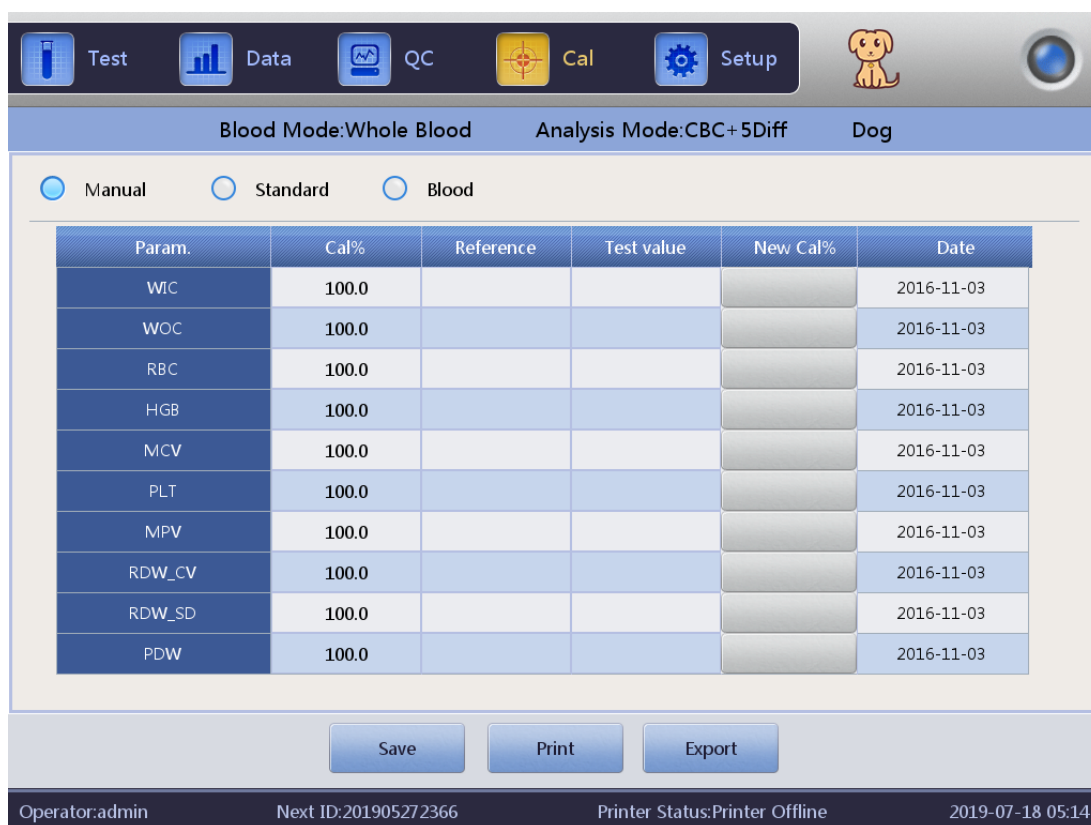 Test Data QC Cal Setup
Blood Mode:Whole Blood Analysis Mode:CBC+5Diff Dog
Manual Standard Blood
Param. Cal% Reference Test value New Cal% Date
WIC 100.0 2016-11-03
WOC 100.0 2016-11-03
RBC 100.0 2016-11-03
HGB 100.0 2016-11-03
MCV 100.0 2016-11-03
PLT 100.0 2016-11-03
MPV 100.0 2016-11-03
RDW_CV 100.0 2016-11-03
RDW_SD 100.0 2016-11-03
PDW 100.0 2016-11-03
Save Print Export
Operator:admin Next ID:201905272366 Printer Status:Printer Offline 2019-07-18 05:14